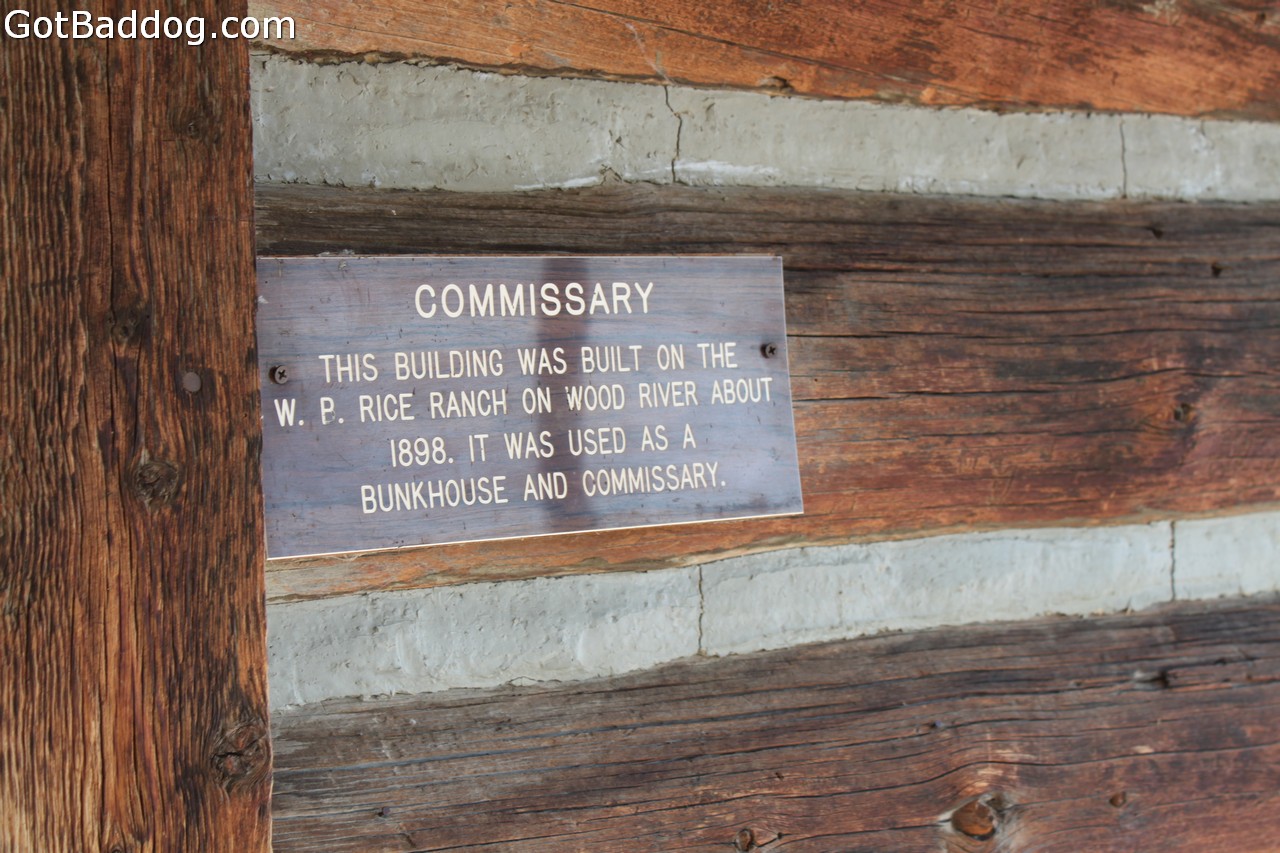 GotBaddog.com
COMMISSARY
THIS BUILDING WAS BUILT ON THE
W. P. RICE RANCH ON WOOD RIVER ABOUT
1898. IT WAS USED AS A
BUNKHOUSE AND COMMISSARY.